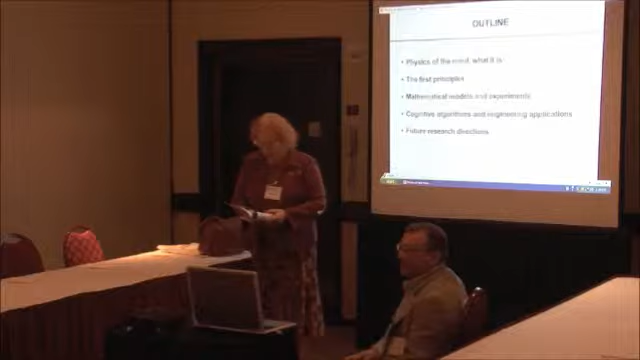 OUTLINE
• Physics of the mind, what it is
• The first principles
• Mathematical models and experiments
• Cognitive algorithms and engineering applications
• Future research directions